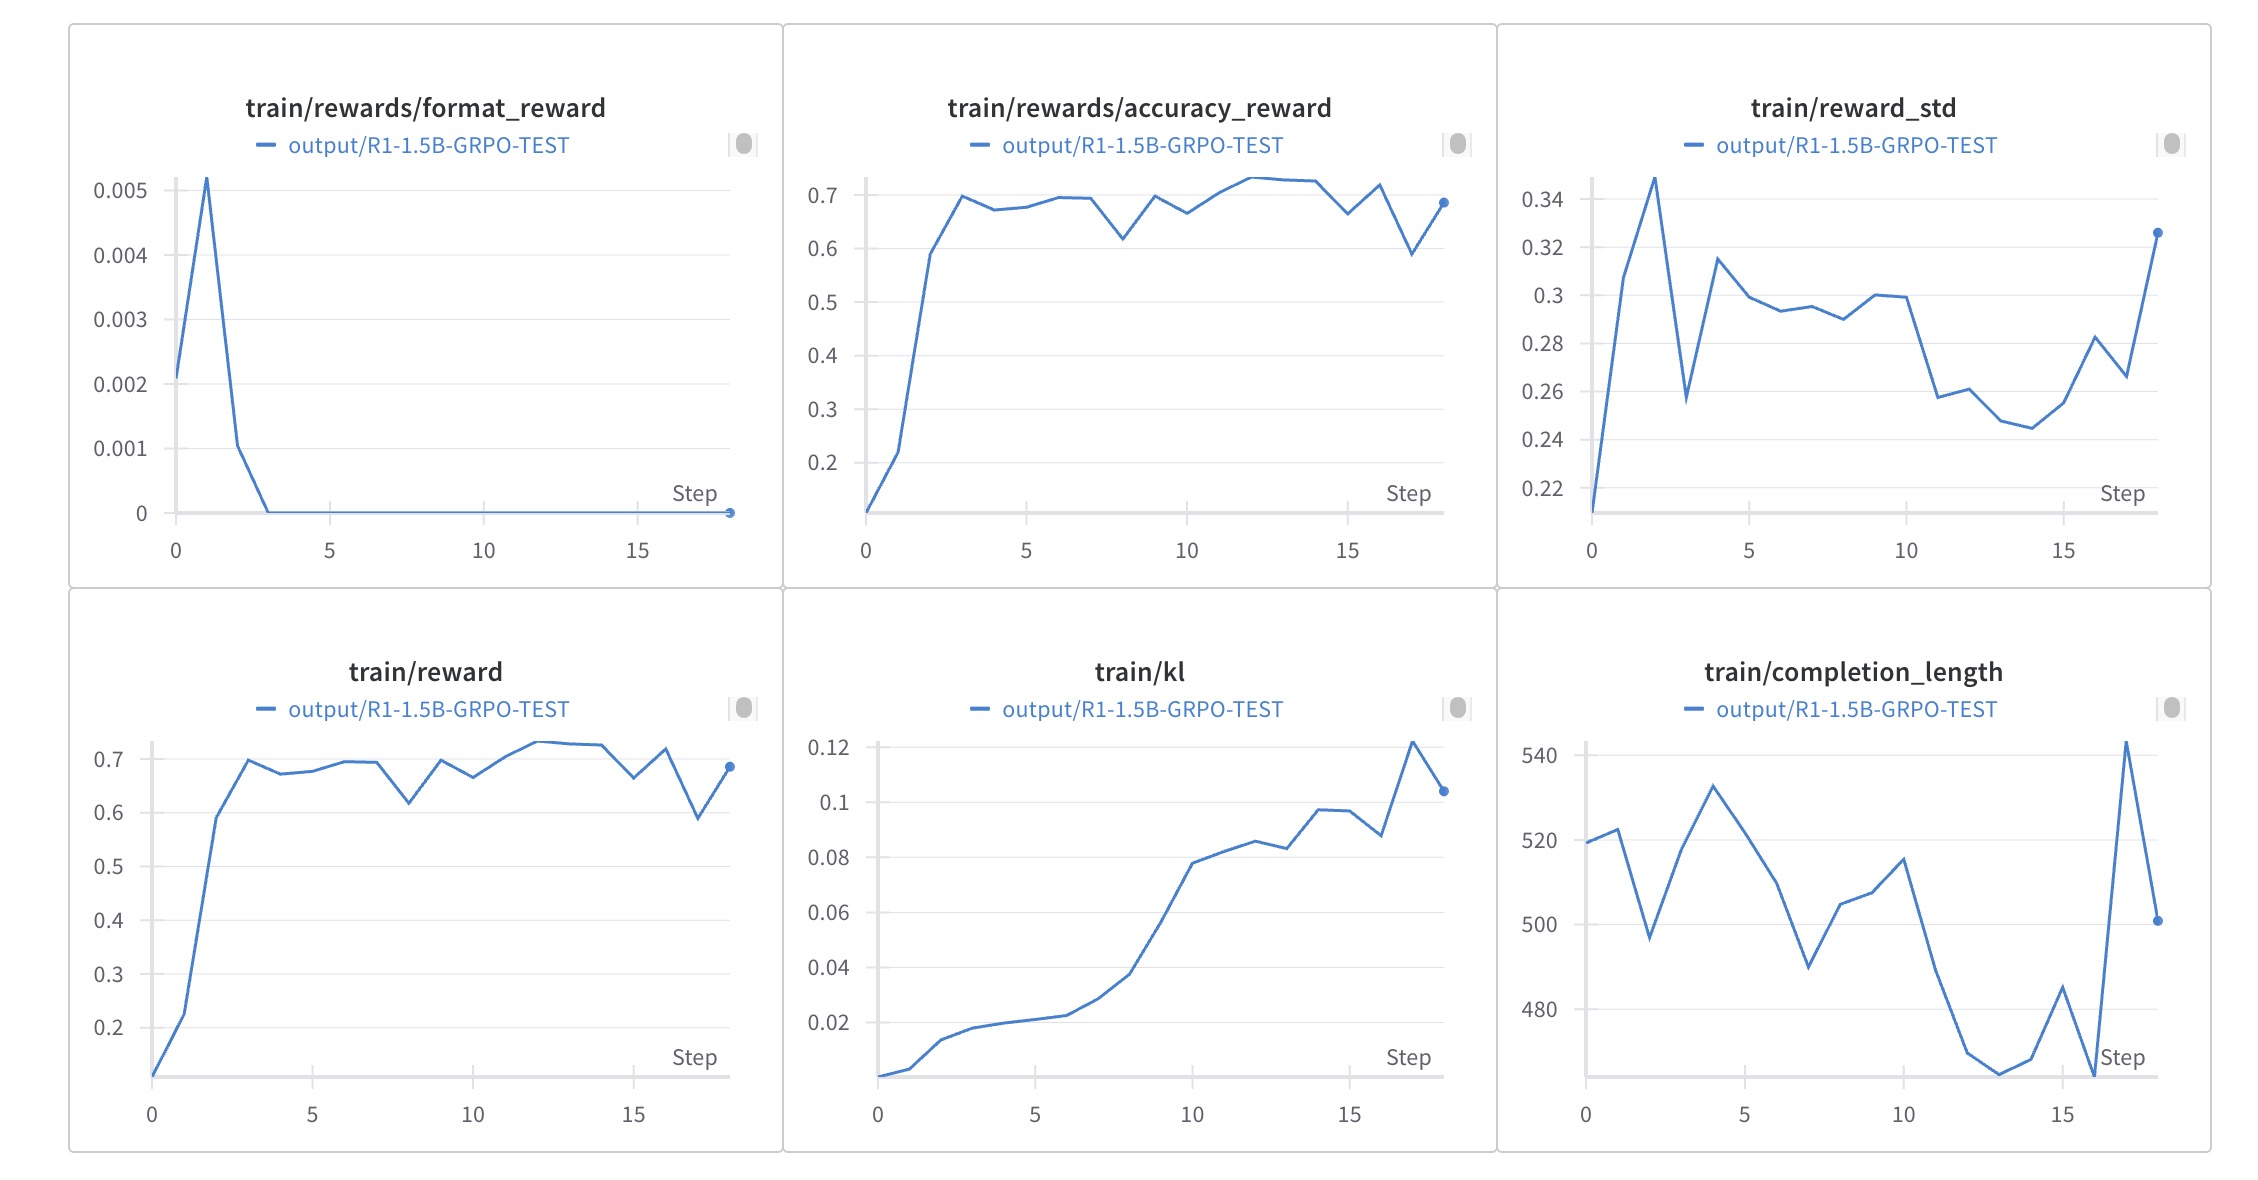 train/rewards/format_reward
output/R1-1.5B-GRPO-TEST
0.005
0.004
0.003
0.002
0.001
0
Step
0 5 10 15
train/rewards/accuracy_reward
output/R1-1.5B-GRPO-TEST
0.7
0.6
0.5
0.4
0.3
0.2
Step
0 5 10 15
train/reward_std
output/R1-1.5B-GRPO-TEST
0.34
0.32
0.3
0.28
0.26
0.24
0.22
Step
0 5 10 15
train/reward
output/R1-1.5B-GRPO-TEST
0.7
0.6
0.5
0.4
0.3
0.2
Step
0 5 10 15
train/kl
output/R1-1.5B-GRPO-TEST
0.12
0.1
0.08
0.06
0.04
0.02
Step
0 5 10 15
train/completion_length
output/R1-1.5B-GRPO-TEST
540
520
500
480
Step
0 5 10 15